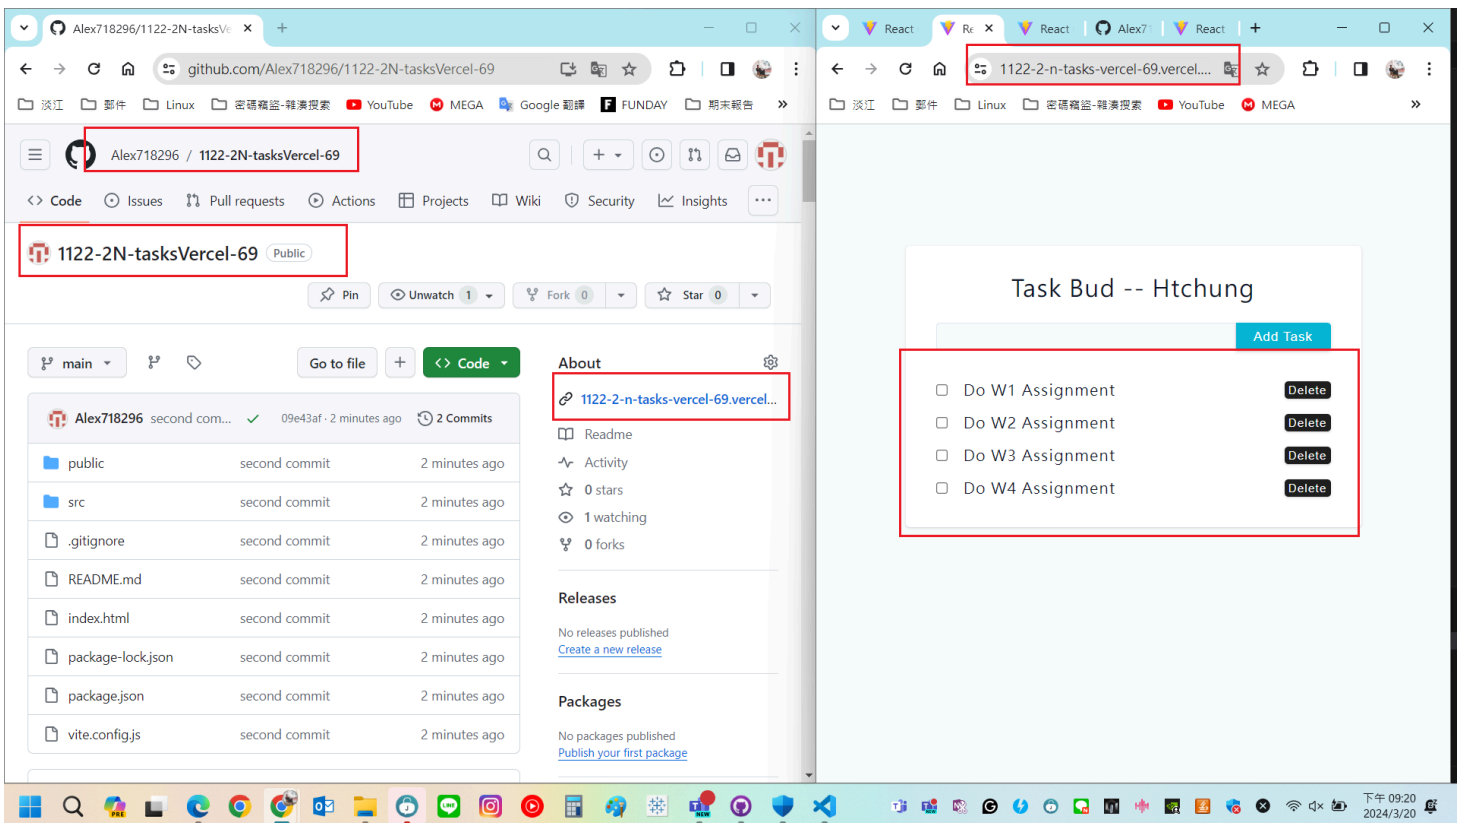 Alex718296/1122-2N-tasksVe
github.com/Alex718296/1122-2N-tasksVercel-69
淡江 郵件 Linux 密碼竊盜-雜湊搜索 YouTube MEGA Google 翻譯 FUNDAY 期末報告 »
Alex718296 / 1122-2N-tasksVercel-69
Code Issues Pull requests Actions Projects Wiki Security Insights ...
1122-2N-tasksVercel-69 Public
Pin Unwatch 1 Fork 0 Star 0
main Go to file + Code
Alex718296 second com... 09e43af · 2 minutes ago 2 Commits
public second commit 2 minutes ago
src second commit 2 minutes ago
.gitignore second commit 2 minutes ago
README.md second commit 2 minutes ago
index.html second commit 2 minutes ago
package-lock.json second commit 2 minutes ago
package.json second commit 2 minutes ago
vite.config.js second commit 2 minutes ago
About
1122-2-n-tasks-vercel-69.vercel...
Readme
Activity
0 stars
1 watching
0 forks
Releases
No releases published
Create a new release
Packages
No packages published
Publish your first package
React Re React Alex71 React
1122-2-n-tasks-vercel-69.vercel....
淡江 郵件 Linux 密碼竊盜-雜湊搜索 YouTube MEGA »
Task Bud -- Htchung
Add Task
Do W1 Assignment Delete
Do W2 Assignment Delete
Do W3 Assignment Delete
Do W4 Assignment Delete
PRE
NEW
下午 09:20
2024/3/20